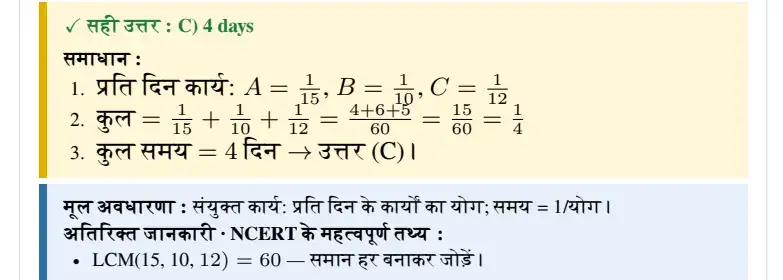 ✓ सही उत्तर : C) 4 days
समाधान :
1. प्रति दिन कार्य: A = 1/15, B = 1/10, C = 1/12
2. कुल = 1/15 + 1/10 + 1/12 = 4+6+5/60 = 15/60 = 1/4
3. कुल समय = 4 दिन → उत्तर (C)।
मूल अवधारणा : संयुक्त कार्य: प्रति दिन के कार्यों का योग; समय = 1/योग।
अतिरिक्त जानकारी · NCERT के महत्वपूर्ण तथ्य :
• LCM(15, 10, 12) = 60 — समान हर बनाकर जोड़ें।